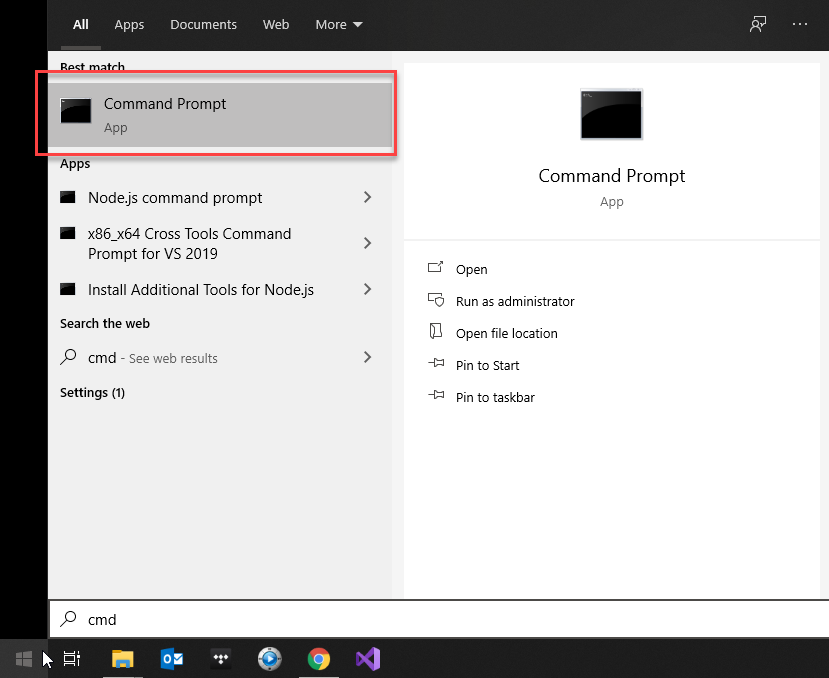 All Apps Documents Web More
Best match
Command Prompt
App
Apps
Node.js command prompt
x86_x64 Cross Tools Command
Prompt for VS 2019
Install Additional Tools for Node.js
Search the web
cmd - See web results
Settings (1)
Command Prompt
App
Open
Run as administrator
Open file location
Pin to Start
Pin to taskbar
cmd